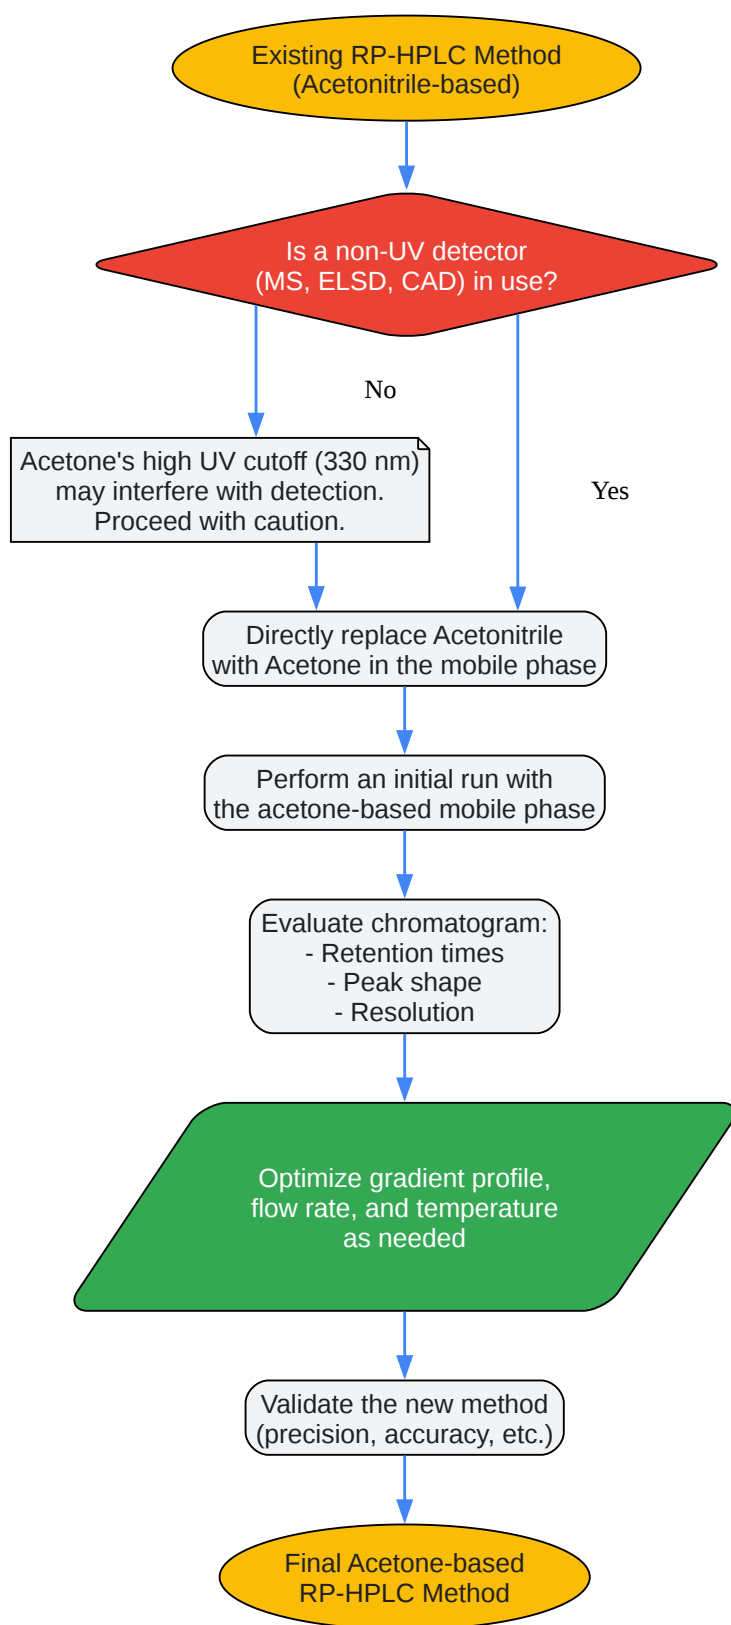 Existing RP-HPLC Method
(Acetonitrile-based)
Is a non-UV detector
(MS, ELSD, CAD) in use?
No
Acetone's high UV cutoff (330 nm)
may interfere with detection.
Proceed with caution.
Yes
Directly replace Acetonitrile
with Acetone in the mobile phase
Perform an initial run with
the acetone-based mobile phase
Evaluate chromatogram:
- Retention times
- Peak shape
- Resolution
Optimize gradient profile,
flow rate, and temperature
as needed
Validate the new method
(precision, accuracy, etc.)
Final Acetone-based
RP-HPLC Method